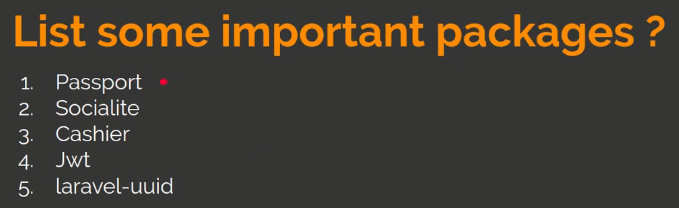 List some important packages ?
1. Passport
2. Socialite
3. Cashier
4. Jwt
5. laravel-uuid